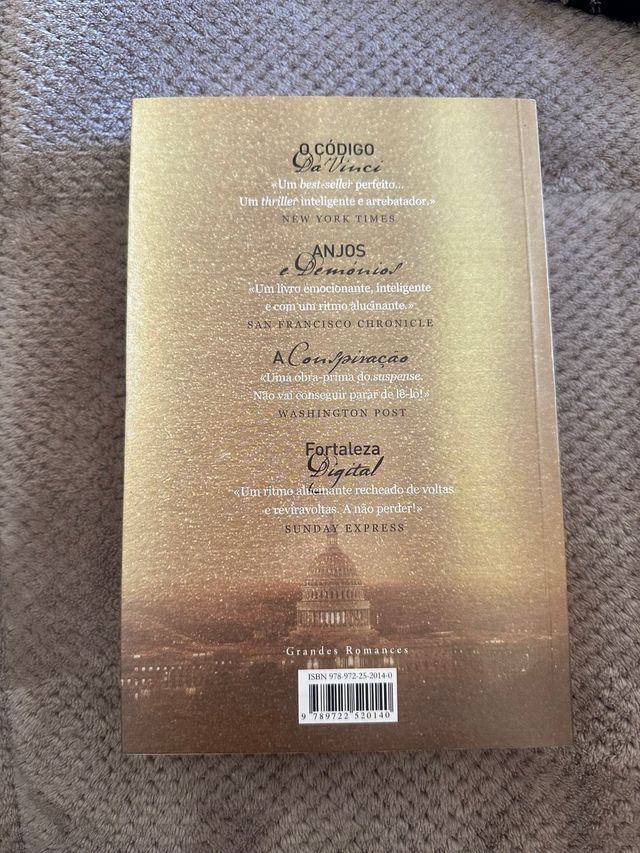 O CÓDIGO
Da Vinci
«Um best-seller perfeito...
Um thriller inteligente e arrebatador.»
NEW YORK TIMES
ANJOS
e Demónios
«Um livro emocionante, inteligente
e com um ritmo alucinante.»
SAN FRANCISCO CHRONICLE
A Conspiração
«Uma obra-prima do suspense.
Não vai conseguir parar de lê-lo!»
WASHINGTON POST
Fortaleza
Digital
«Um ritmo alucinante recheado de voltas
e reviravoltas. A não perder!»
SUNDAY EXPRESS
Grandes Romances
ISBN 978-972-25-2014-0
9 789722 520140